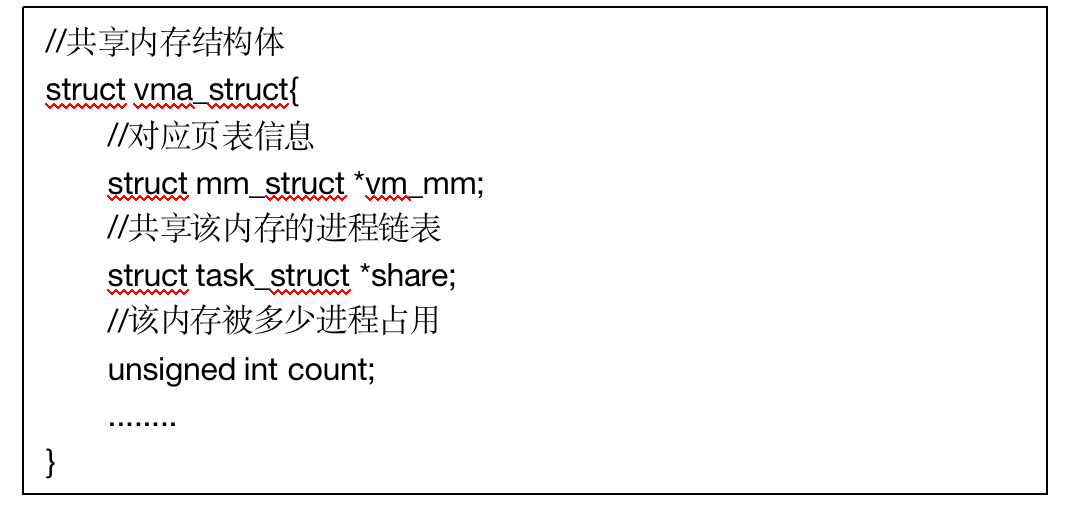 //共享内存结构体
struct vma_struct{
//对应页表信息
struct mm_struct *vm_mm;
//共享该内存的进程链表
struct task_struct *share;
//该内存被多少进程占用
unsigned int count;
........
}